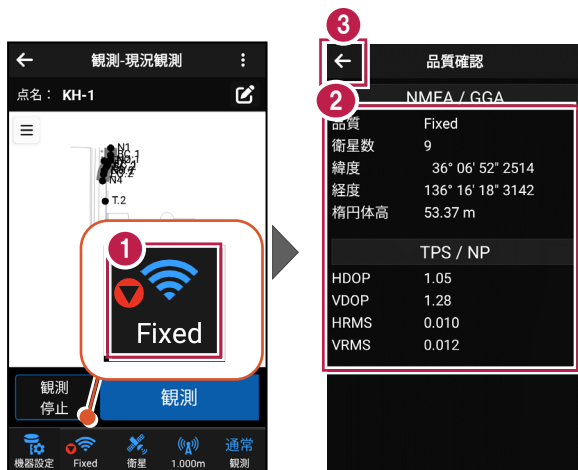 観測-現況観測
点名： KH-1
N1
N4
T.2
1
Fixed
観測
停止
観測
機器設定
Fixed
衛星
1.000m
通常
観測
3
品質確認
2
NMEA / GGA
品質 Fixed
衛星数 9
緯度 36° 06' 52" 2514
経度 136° 16' 18" 3142
楕円体高 53.37 m
TPS / NP
HDOP 1.05
VDOP 1.28
HRMS 0.010
VRMS 0.012